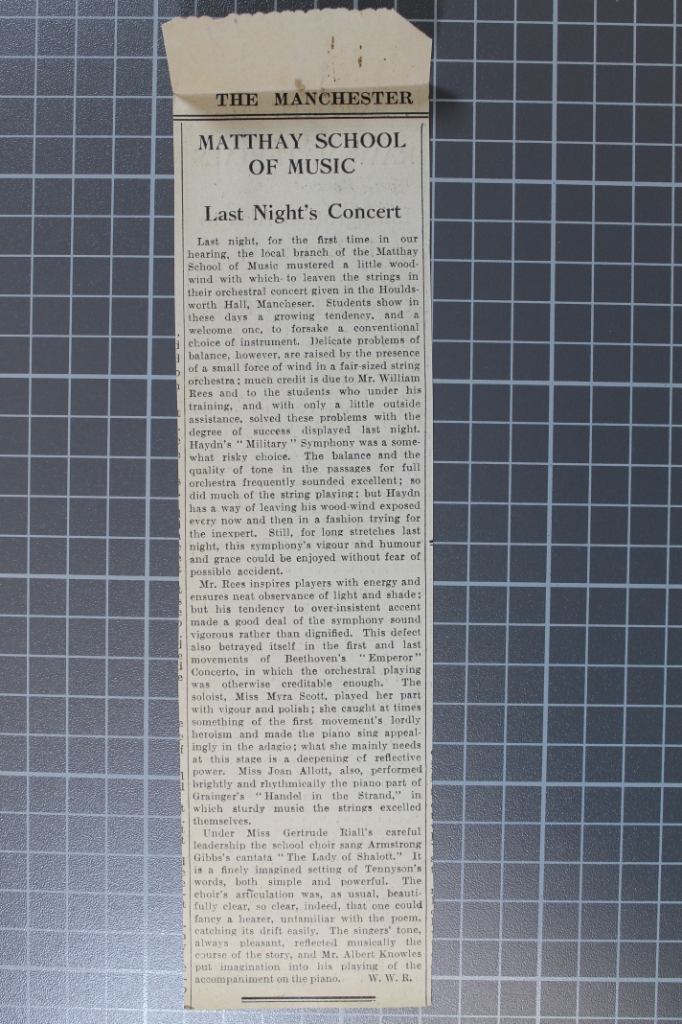 THE MANCHESTER
MATTHAY SCHOOL
OF MUSIC
Last Night's Concert
Last night, for the first time in our
hearing, the local branch of the Matthay
School of Music mustered a little wood-
wind with which to leaven the strings in
their orchestral concert given in the Houlds-
worth Hall, Mancheser. Students show in
these days a growing tendency, and a
welcome one, to forsake a conventional
choice of instrument. Delicate problems of
balance, however, are raised by the presence
of a small force of wind in a fair-sized string
orchestra; much credit is due to Mr. William
Rees and to the students who under his
training, and with only a little outside
assistance, solved these problems with the
degree of success displayed last night.
Haydn's "Military" Symphony was a some-
what risky choice. The balance and the
quality of tone in the passages for full
orchestra frequently sounded excellent; so
did much of the string playing; but Haydn
has a way of leaving his wood-wind exposed
every now and then in a fashion trying for
the inexpert. Still, for long stretches last
night, this symphony's vigour and humour
and grace could be enjoyed without fear of
possible accident.
Mr. Rees inspires players with energy and
ensures neat observance of light and shade;
but his tendency to over-insistent accent
made a good deal of the symphony sound
vigorous rather than dignified. This defect
also betrayed itself in the first and last
movements of Beethoven's "Emperor"
Concerto, in which the orchestral playing
was otherwise creditable enough. The
soloist, Miss Myra Scott, played her part
with vigour and polish; she caught at times
something of the first movement's lordly
heroism and made the piano sing appeal-
ingly in the adagio; what she mainly needs
at this stage is a deepening of reflective
power. Miss Joan Allott, also, performed
brightly and rhythmically the piano part of
Grainger's "Handel in the Strand," in
which sturdy music the strings excelled
themselves.
Under Miss Gertrude Riall's careful
leadership the school choir sang Armstrong
Gibbs's cantata "The Lady of Shalott." It
is a finely imagined setting of Tennyson's
words, both simple and powerful. The
choir's articulation was, as usual, beauti-
fully clear, so clear, indeed, that one could
fancy a hearer, unfamiliar with the poem,
catching its drift easily. The singers' tone,
always pleasant, reflected musically the
course of the story, and Mr. Albert Knowles
put imagination into his playing of the
accompaniment on the piano. W. W. R.